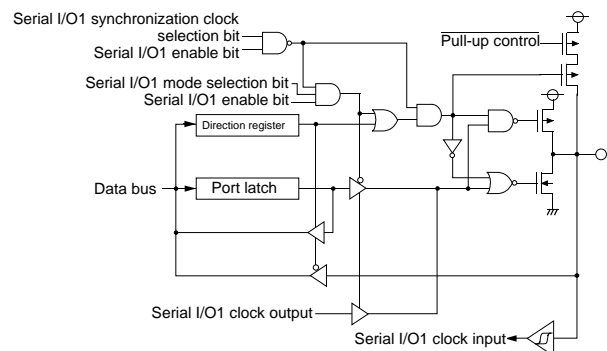 Serial I/O1 synchronization clock
selection bit
Serial I/O1 enable bit
Pull-up control
Serial I/O1 mode selection bit
Serial I/O1 enable bit
Direction register
Data bus
Port latch
Serial I/O1 clock output
Serial I/O1 clock input